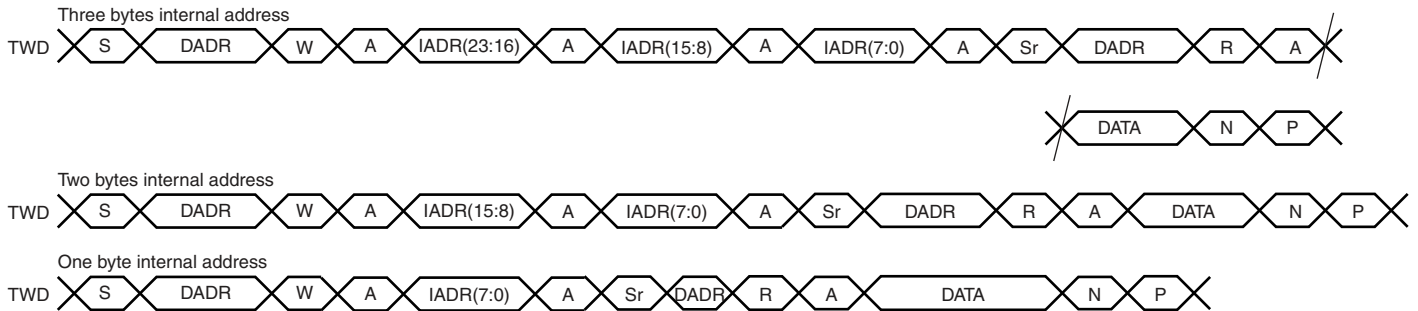 Three bytes internal address
TWD S DADR W A IADR(23:16) A IADR(15:8) A IADR(7:0) A Sr DADR R A
DATA N P
Two bytes internal address
TWD S DADR W A IADR(15:8) A IADR(7:0) A Sr DADR R A DATA N P
One byte internal address
TWD S DADR W A IADR(7:0) A Sr DADR R A DATA N P